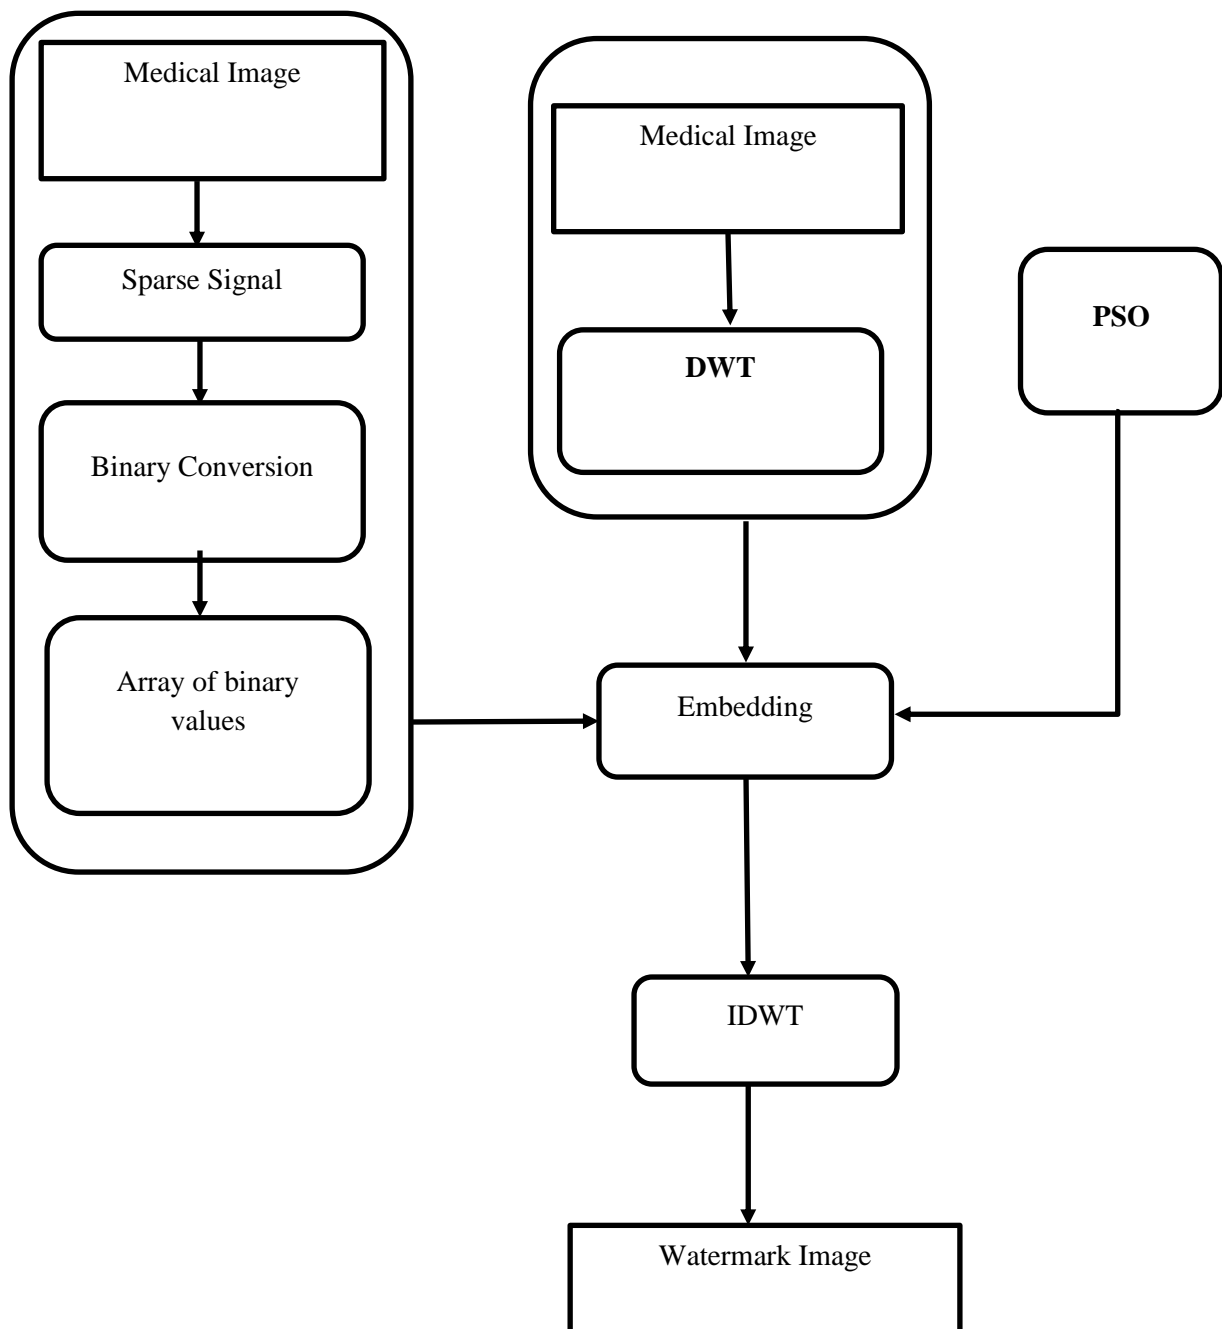 Medical Image
Sparse Signal
Binary Conversion
Array of binary
values
Medical Image
DWT
PSO
Embedding
IDWT
Watermark Image